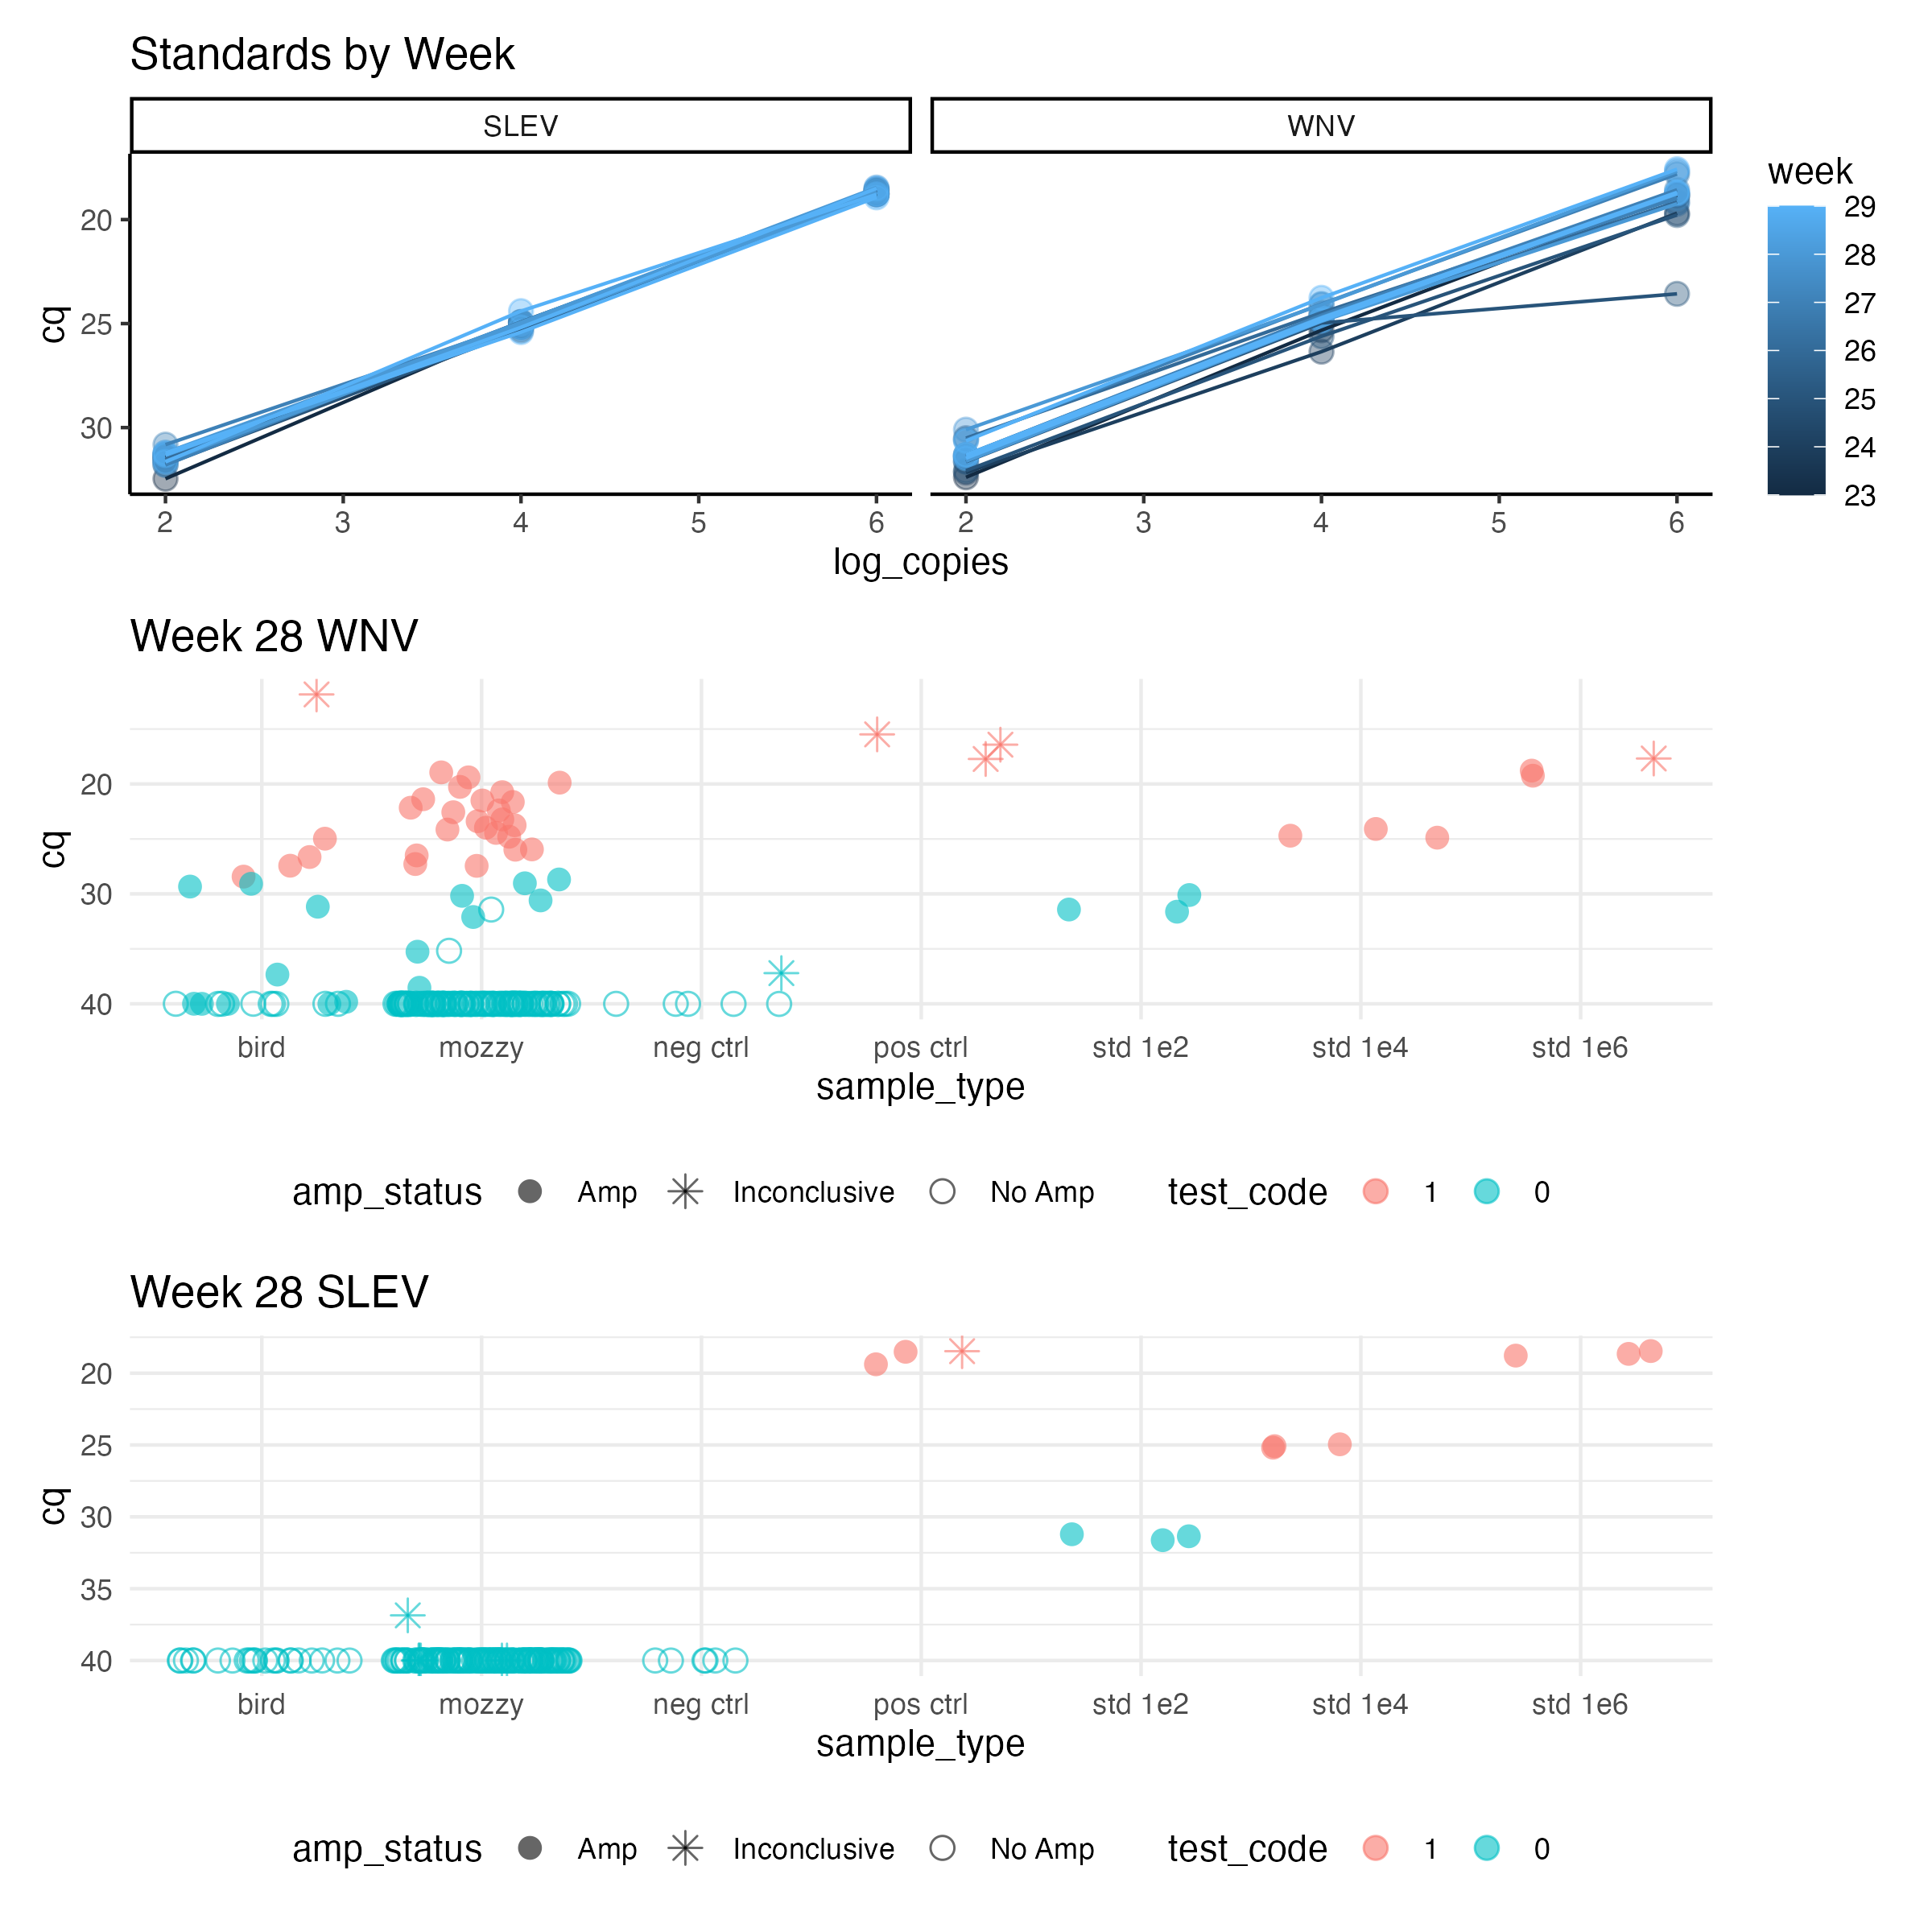 Standards by Week
SLEV
WNV
cq
20
25
30
2 3 4 5 6
2 3 4 5 6
log_copies
week
29
28
27
26
25
24
23
Week 28 WNV
cq
20
30
40
bird mozzy neg ctrl pos ctrl std 1e2 std 1e4 std 1e6
sample_type
amp_status Amp Inconclusive No Amp test_code 1 0
Week 28 SLEV
cq
20
25
30
35
40
bird mozzy neg ctrl pos ctrl std 1e2 std 1e4 std 1e6
sample_type
amp_status Amp Inconclusive No Amp test_code 1 0